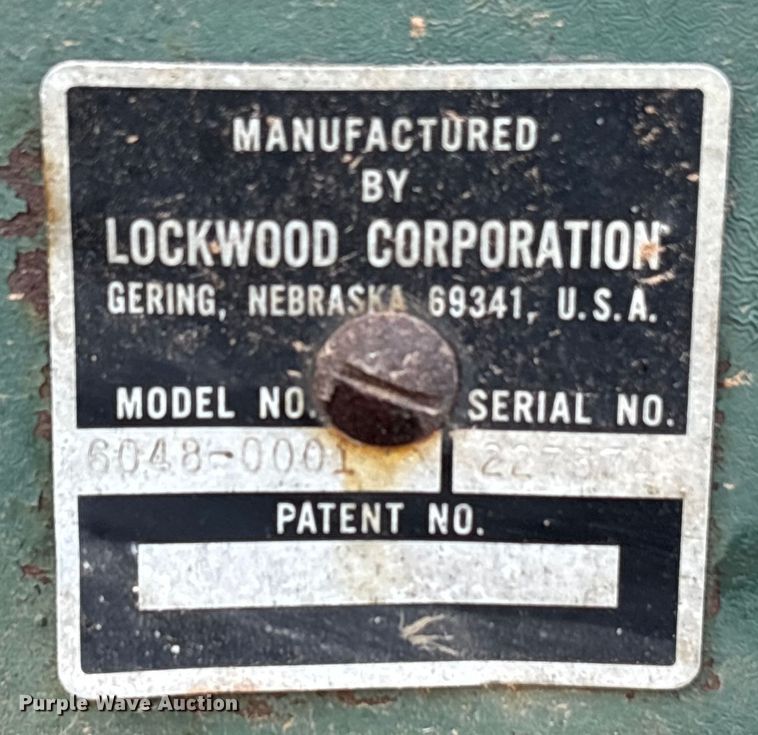 MANUFACTURED
BY
LOCKWOOD CORPORATION
GERING, NEBRASKA 69341, U.S.A.
MODEL NO. SERIAL NO.
6048-0001
PATENT NO.
Purple Wave Auction